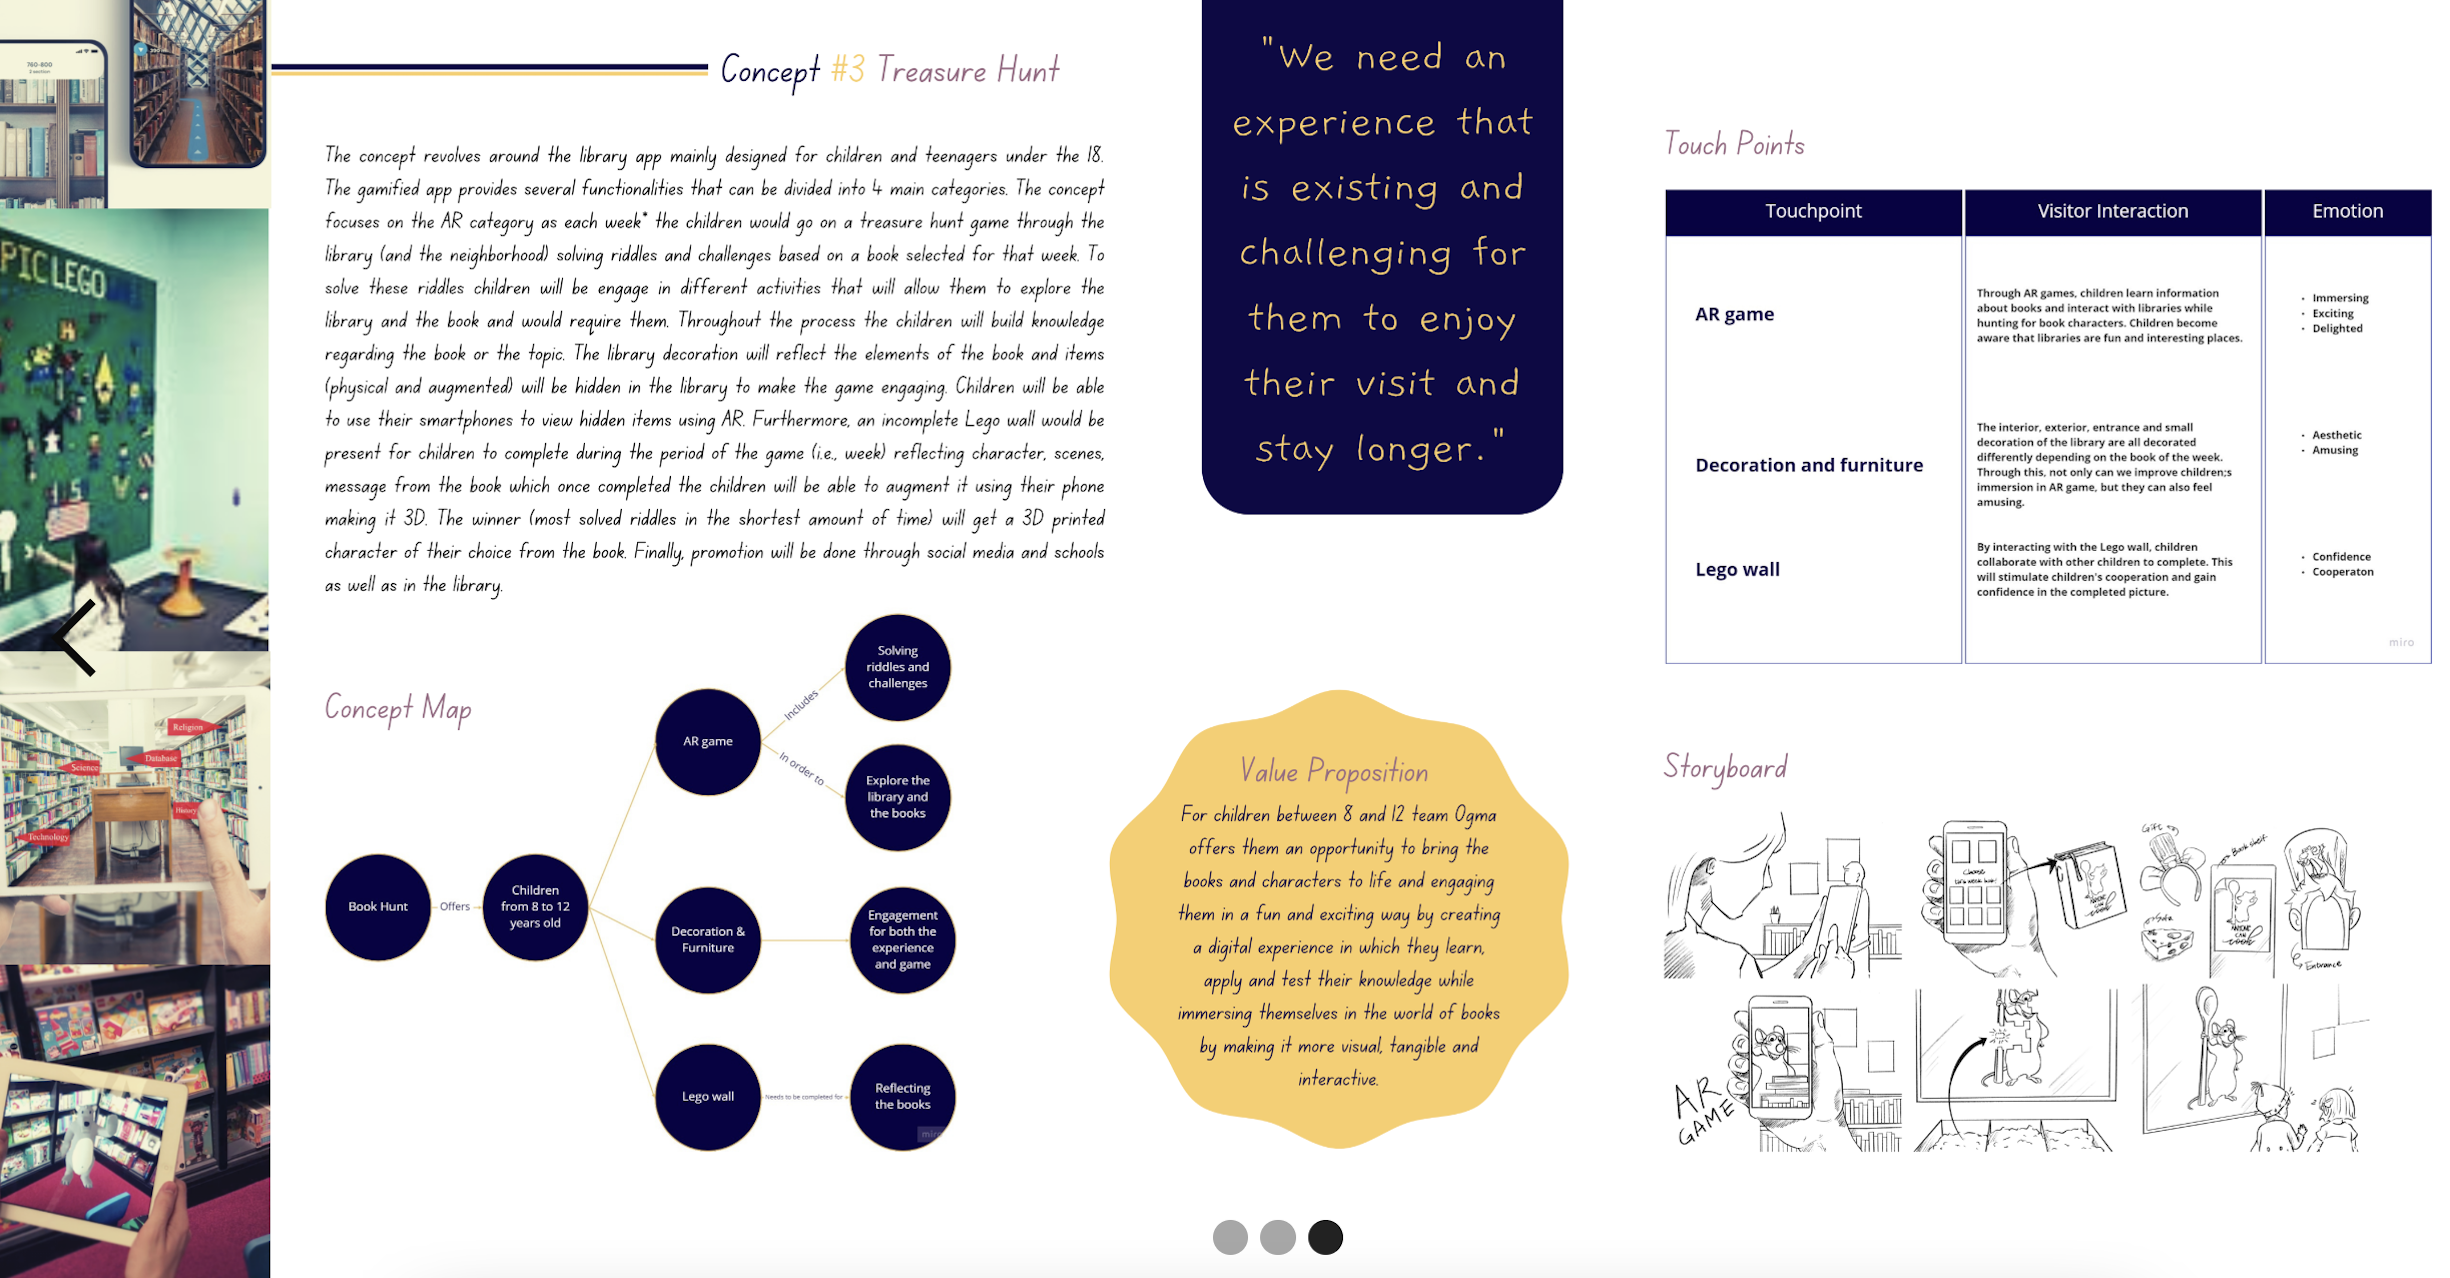 760-800
Concept #3 Treasure Hunt
The concept revolves around the library app mainly designed for children and teenagers under the 18.
The gamified app provides several functionalities that can be divided into 4 main categories. The concept
focuses on the AR category as each week* the children would go on a treasure hunt game through the
library (and the neighborhood) solving riddles and challenges based on a book selected for that week. To
solve these riddles children will be engage in different activities that will allow them to explore the
library and the book and would require them. Throughout the process the children will build knowledge
regarding the book or the topic. The library decoration will reflect the elements of the book and items
(physical and augmented) will be hidden in the library to make the game engaging. Children will be able
to use their smartphones to view hidden items using AR. Furthermore, an incomplete Lego wall would be
present for children to complete during the period of the game (i.e., week) reflecting character, scenes,
message from the book which once completed the children will be able to augment it using their phone
making it 3D. The winner (most solved riddles in the shortest amount of time) will get a 3D printed
character of their choice from the book. Finally, promotion will be done through social media and schools
as well as in the library.
"We need an
experience that
is existing and
challenging for
them to enjoy
their visit and
stay longer."
Touch Points
Touchpoint
Visitor Interaction
Emotion
AR game
Through AR games, children learn information
about books and interact with libraries while
hunting for book characters. Children become
aware that libraries are fun and interesting places.
• Immersing
• Exciting
• Delighted
Decoration and furniture
The interior, exterior, entrance and small
decoration of the library are all decorated
differently depending on the book of the week.
Through this, not only can we improve children;s
immersion in AR game, but they can also feel
amusing.
• Aesthetic
• Amusing
Lego wall
By interacting with the Lego wall, children
collaborate with other children to complete. This
will stimulate children's cooperation and gain
confidence in the completed picture.
• Confidence
• Cooperaton
miro
PIC LEGO
Religion
Database
Science
History
Technology
Concept Map
Book Hunt
Offers
Children
from 8 to 12
years old
AR game
Includes
Solving
riddles and
challenges
In order to
Explore the
library and
the books
Decoration &
Furniture
Engagement
for both the
experience
and game
Lego wall
Needs to be completed for
Reflecting
the books
miro
Value Proposition
For children between 8 and 12 team Ogma
offers them an opportunity to bring the
books and characters to life and engaging
them in a fun and exciting way by creating
a digital experience in which they learn,
apply and test their knowledge while
immersing themselves in the world of books
by making it more visual, tangible and
interactive.
Storyboard
Choose
Gifts
Book shelf
ANYONE
CAN
cook
Entrance
AR
GAME